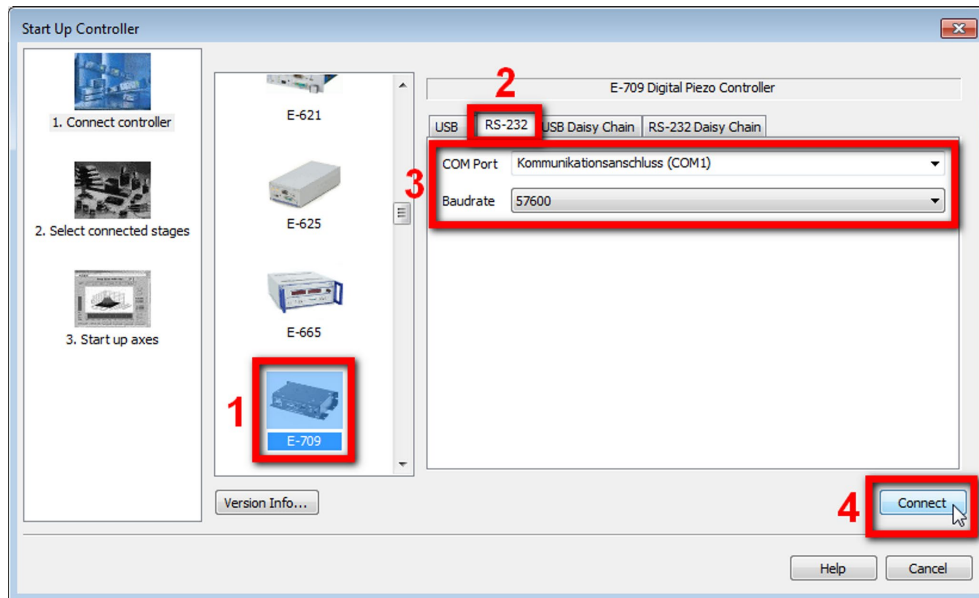 Start Up Controller
1. Connect controller
2. Select connected stages
3. Start up axes
E-621
E-625
E-665
1
E-709
Version Info...
2
E-709 Digital Piezo Controller
USB
RS-232
USB Daisy Chain
RS-232 Daisy Chain
3
COM Port Kommunikationsanschluss (COM1)
Baudrate 57600
4
Connect
Help
Cancel